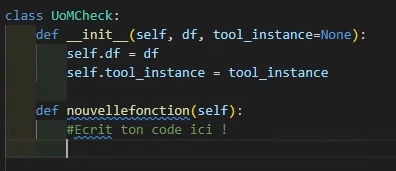 class UoMCheck:
def __init__(self, df, tool_instance=None):
self.df = df
self.tool_instance = tool_instance
def nouvellefonction(self):
#Ecrit ton code ici !